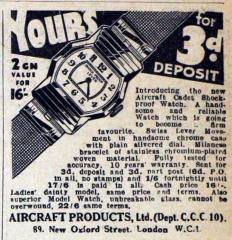 YOURS for 3d DEPOSIT
2 GN
VALUE
FOR
16/-
Introducing the new
Aircraft Cadet Shock-
proof Watch. A hand-
some and reliable
Watch which is going
to become firm
favourite. Swiss Lever Move-
ment in handsome chrome case
with plain silvered dial. Milanese
bracelet of stainless chromium-plated
woven material. Fully tested for
accuracy, 10 years' warranty. Sent for
3d. deposit and 3d. part post (6d. P.O.
in all, no stamps) and 1/6 fortnightly until
17/6 is paid in all; Cash price 16/-.
Ladies' dainty model, same price and terms. Also
superior Model Watch, unbreakable glass, cannot be
overwound, 22/6 same terms.
AIRCRAFT PRODUCTS, Ltd. (Dept. C.C.C. 10).
89, New Oxford Street, London W.C.1.